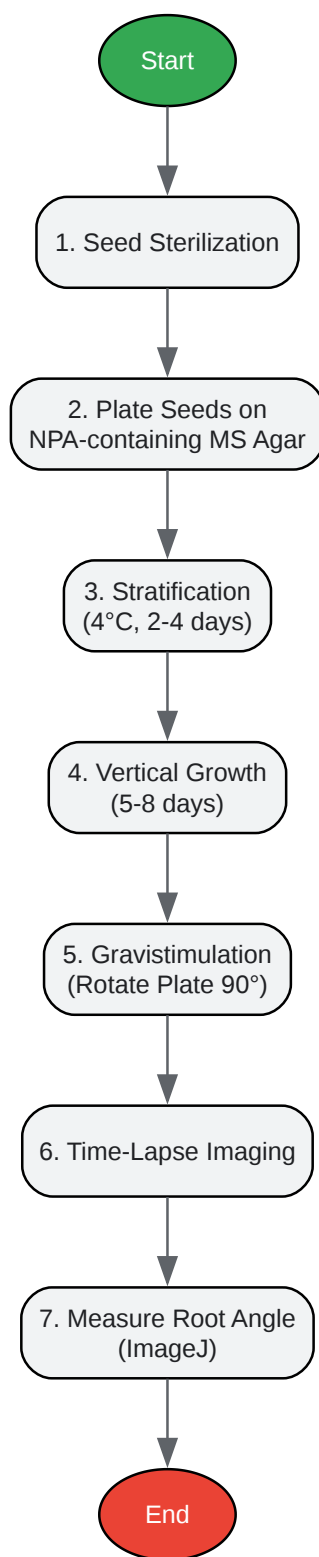 Start
1. Seed Sterilization
2. Plate Seeds on
NPA-containing MS Agar
3. Stratification
(4°C, 2-4 days)
4. Vertical Growth
(5-8 days)
5. Gravistimulation
(Rotate Plate 90°)
6. Time-Lapse Imaging
7. Measure Root Angle
(ImageJ)
End